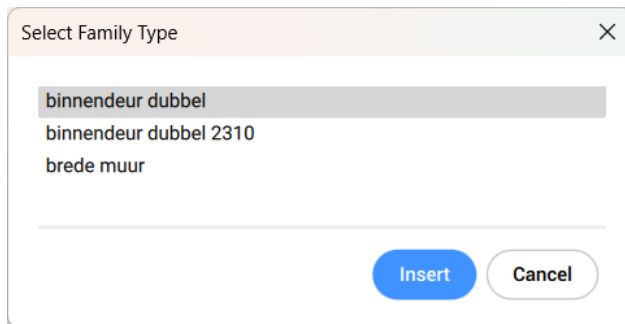 Select Family Type
binnendeur dubbel
binnendeur dubbel 2310
brede muur
Insert
Cancel